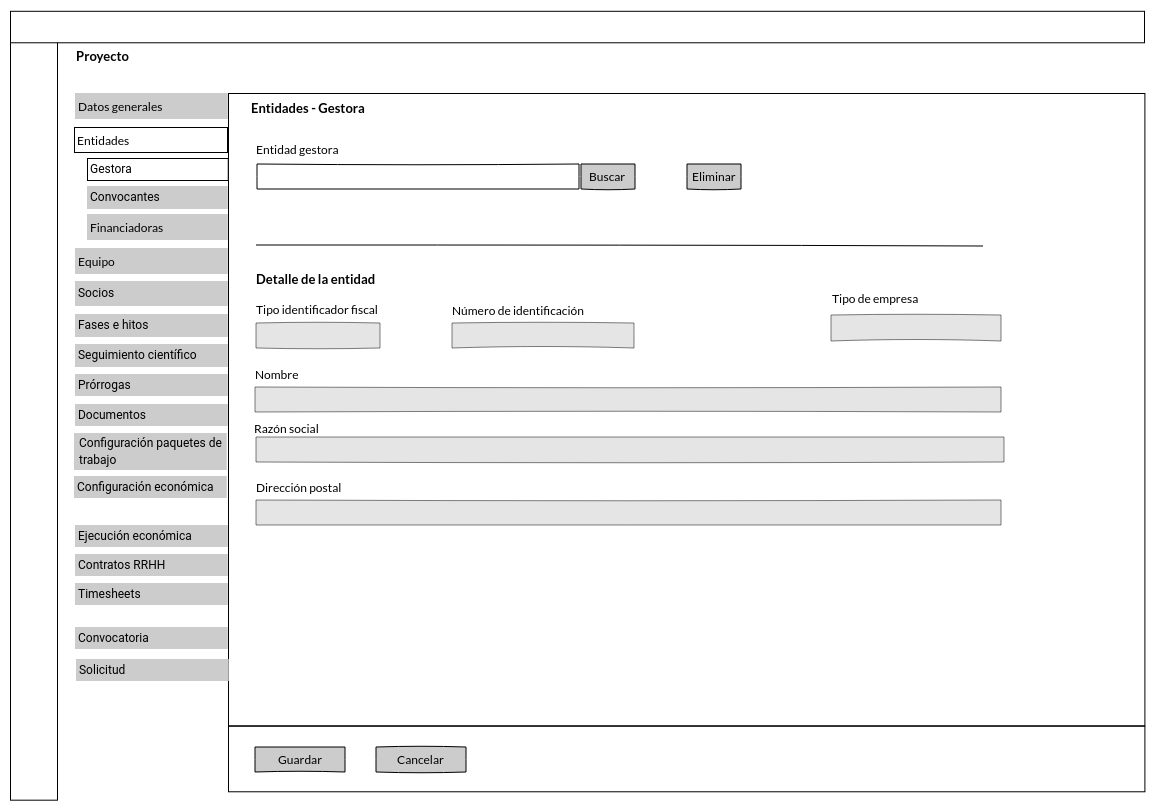 Proyecto
Datos generales
Entidades
Gestora
Convocantes
Financiadoras
Equipo
Socios
Fases e hitos
Seguimiento científico
Prórrogas
Documentos
Configuración paquetes de
trabajo
Configuración económica
Ejecución económica
Contratos RRHH
Timesheets
Convocatoria
Solicitud
Entidades - Gestora
Entidad gestora
Buscar
Eliminar
Detalle de la entidad
Tipo identificador fiscal
Número de identificación
Tipo de empresa
Nombre
Razón social
Dirección postal
Guardar
Cancelar